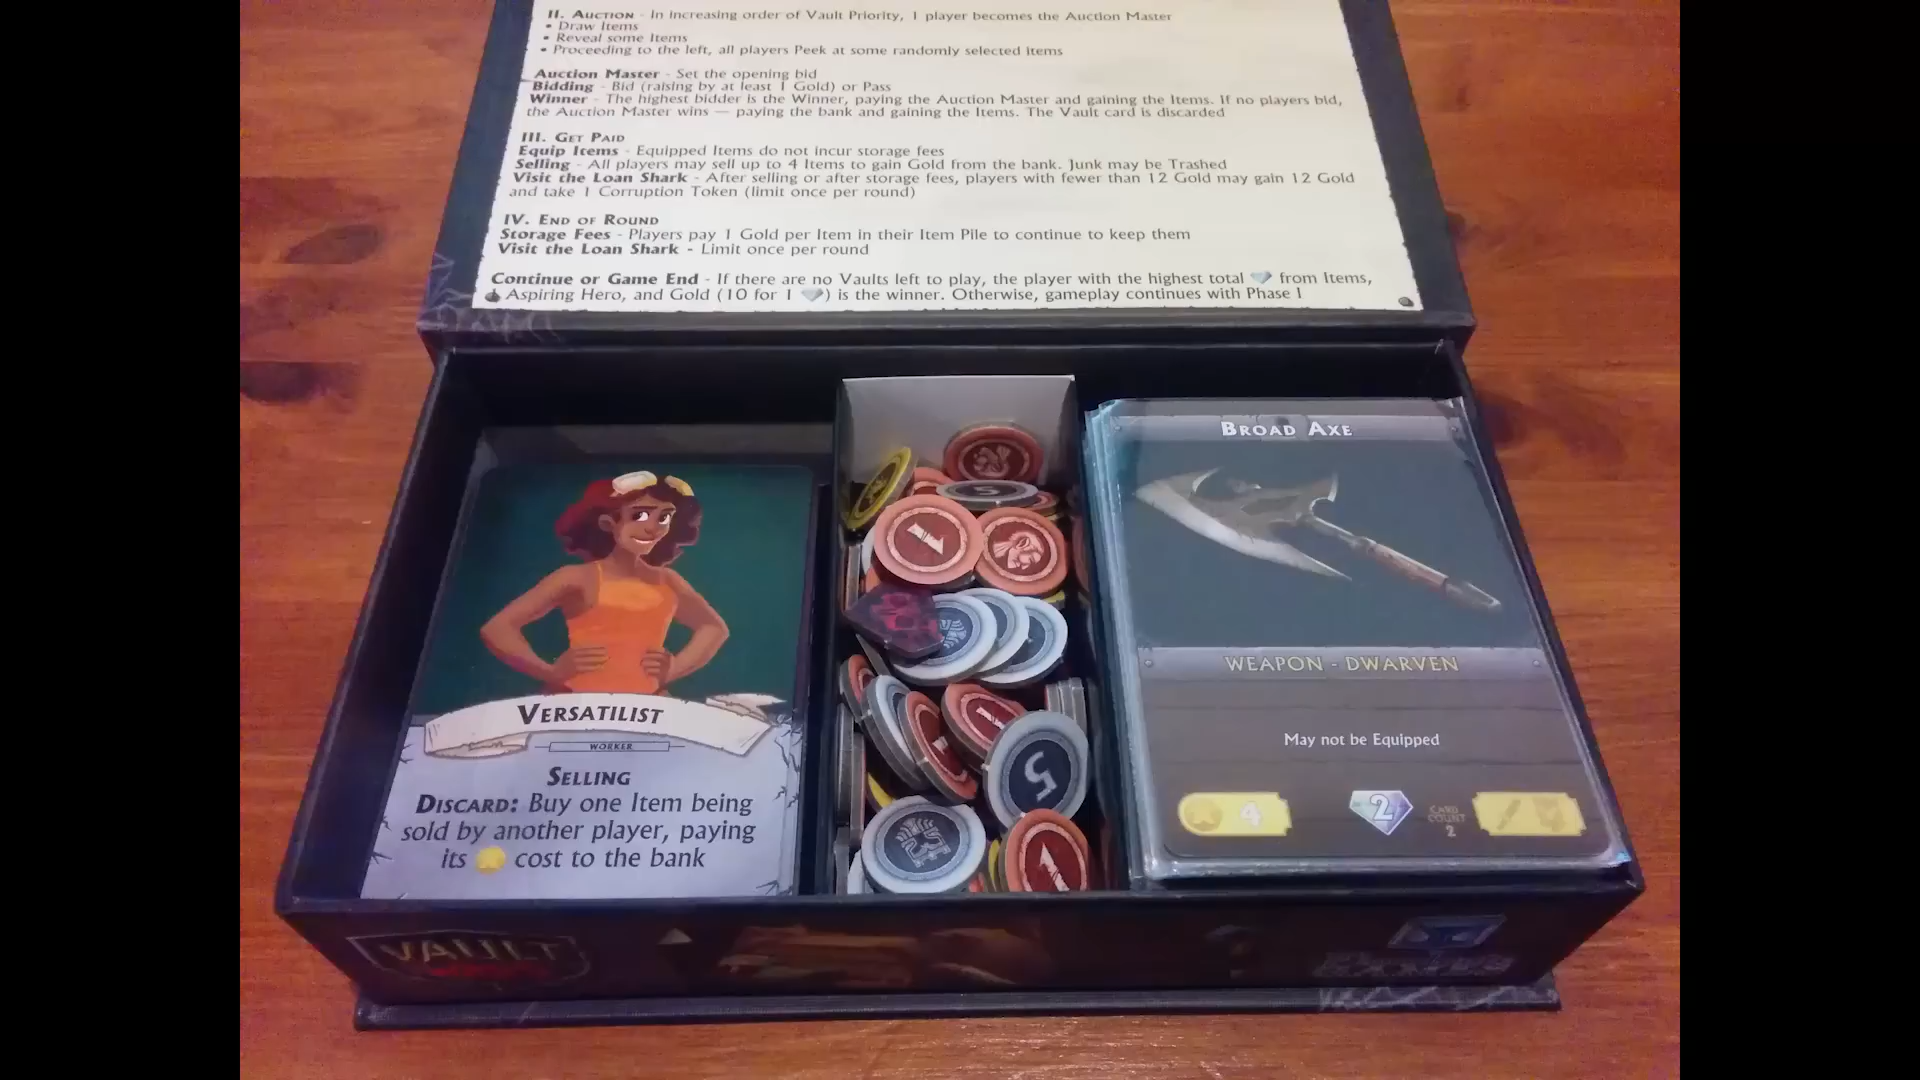 II. AUCTION - In increasing order of Vault Priority, 1 player becomes the Auction Master
• Draw Items
• Reveal some Items
• Proceeding to the left, all players Peek at some randomly selected items
Auction Master - Set the opening bid
Bidding - Bid (raising by at least 1 Gold) or Pass
Winner - The highest bidder is the Winner, paying the Auction Master and gaining the Items. If no players bid,
the Auction Master wins — paying the bank and gaining the Items. The Vault card is discarded
III. GET PAID
Equip Items - Equipped Items do not incur storage fees
Selling - All players may sell up to 4 Items to gain Gold from the bank. Junk may be Trashed
Visit the Loan Shark - After selling or after storage fees, players with fewer than 12 Gold may gain 12 Gold
and take 1 Corruption Token (limit once per round)
IV. END OF ROUND
Storage Fees - Players pay 1 Gold per Item in their Item Pile to continue to keep them
Visit the Loan Shark - Limit once per round
Continue or Game End - If there are no Vaults left to play, the player with the highest total from Items,
Aspiring Hero, and Gold (10 for 1 ) is the winner. Otherwise, gameplay continues with Phase I
VERSATILIST
WORKER
SELLING
DISCARD: Buy one Item being
sold by another player, paying
its cost to the bank
5
1
1
1
5
1
BROAD AXE
WEAPON - DWARVEN
May not be Equipped
4
2
CARD
COUNT
2
VAULT
GAMES